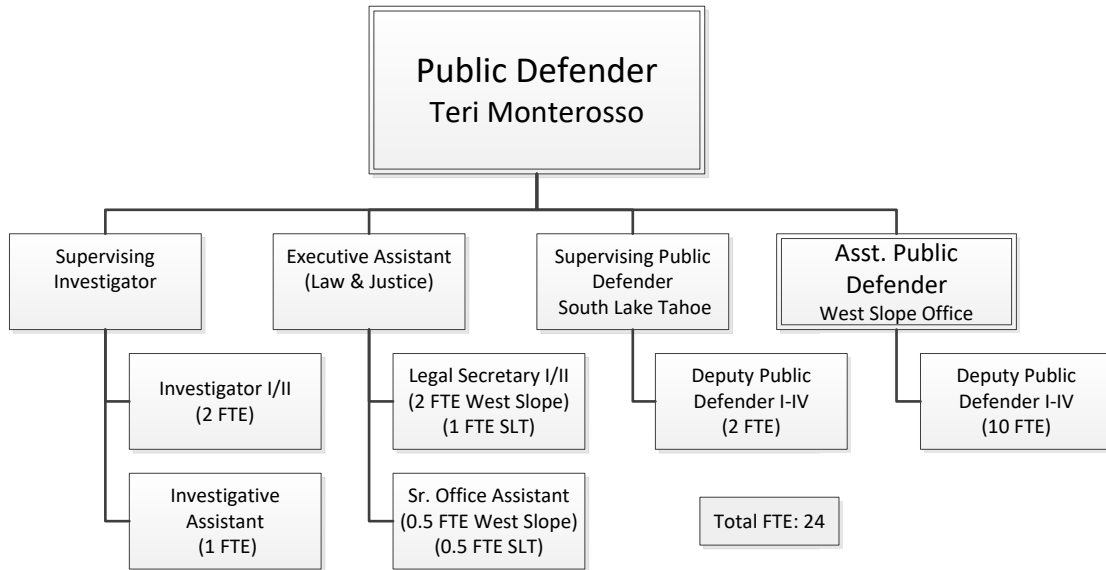 Public Defender
Teri Monterosso
Supervising
Investigator
Executive Assistant
(Law & Justice)
Supervising Public
Defender
South Lake Tahoe
Asst. Public
Defender
West Slope Office
Investigator I/II
(2 FTE)
Legal Secretary I/II
(2 FTE West Slope)
(1 FTE SLT)
Deputy Public
Defender I-IV
(2 FTE)
Deputy Public
Defender I-IV
(10 FTE)
Investigative
Assistant
(1 FTE)
Sr. Office Assistant
(0.5 FTE West Slope)
(0.5 FTE SLT)
Total FTE: 24